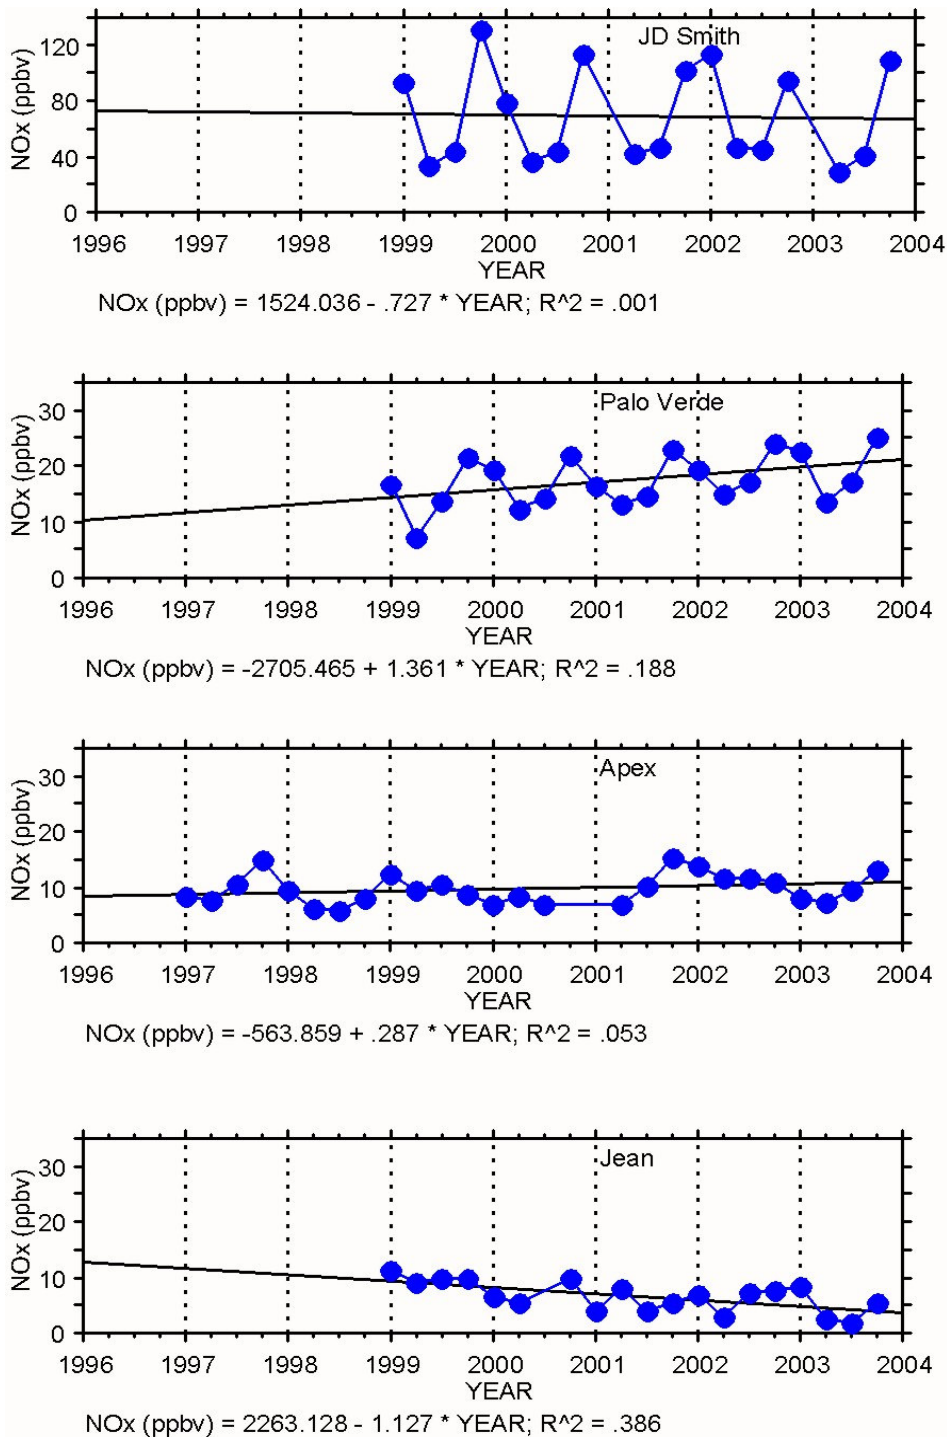 JD Smith
NOx (ppbv)
120
80
40
0
1996 1997 1998 1999 2000 2001 2002 2003 2004
YEAR
NOx (ppbv) = 1524.036 - .727 * YEAR; R^2 = .001
Palo Verde
NOx (ppbv)
30
20
10
0
1996 1997 1998 1999 2000 2001 2002 2003 2004
YEAR
NOx (ppbv) = -2705.465 + 1.361 * YEAR; R^2 = .188
Apex
NOx (ppbv)
30
20
10
0
1996 1997 1998 1999 2000 2001 2002 2003 2004
YEAR
NOx (ppbv) = -563.859 + .287 * YEAR; R^2 = .053
Jean
NOx (ppbv)
30
20
10
0
1996 1997 1998 1999 2000 2001 2002 2003 2004
YEAR
NOx (ppbv) = 2263.128 - 1.127 * YEAR; R^2 = .386